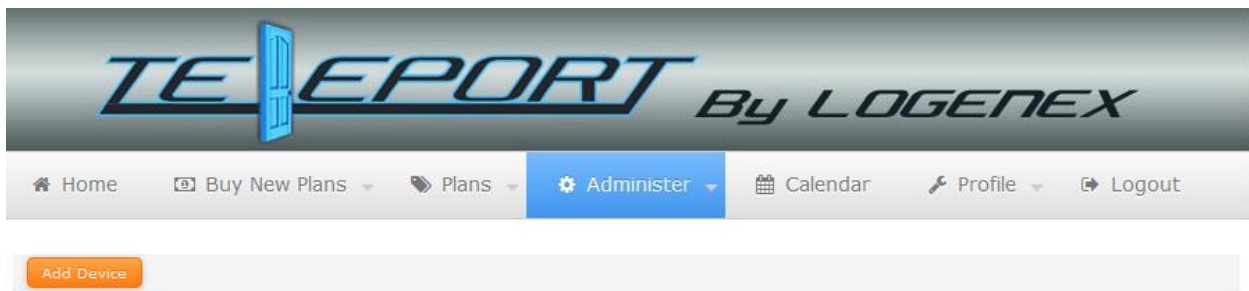 TELEPORT By LOGENEX
Home Buy New Plans Plans Administer Calendar Profile Logout
Add Device